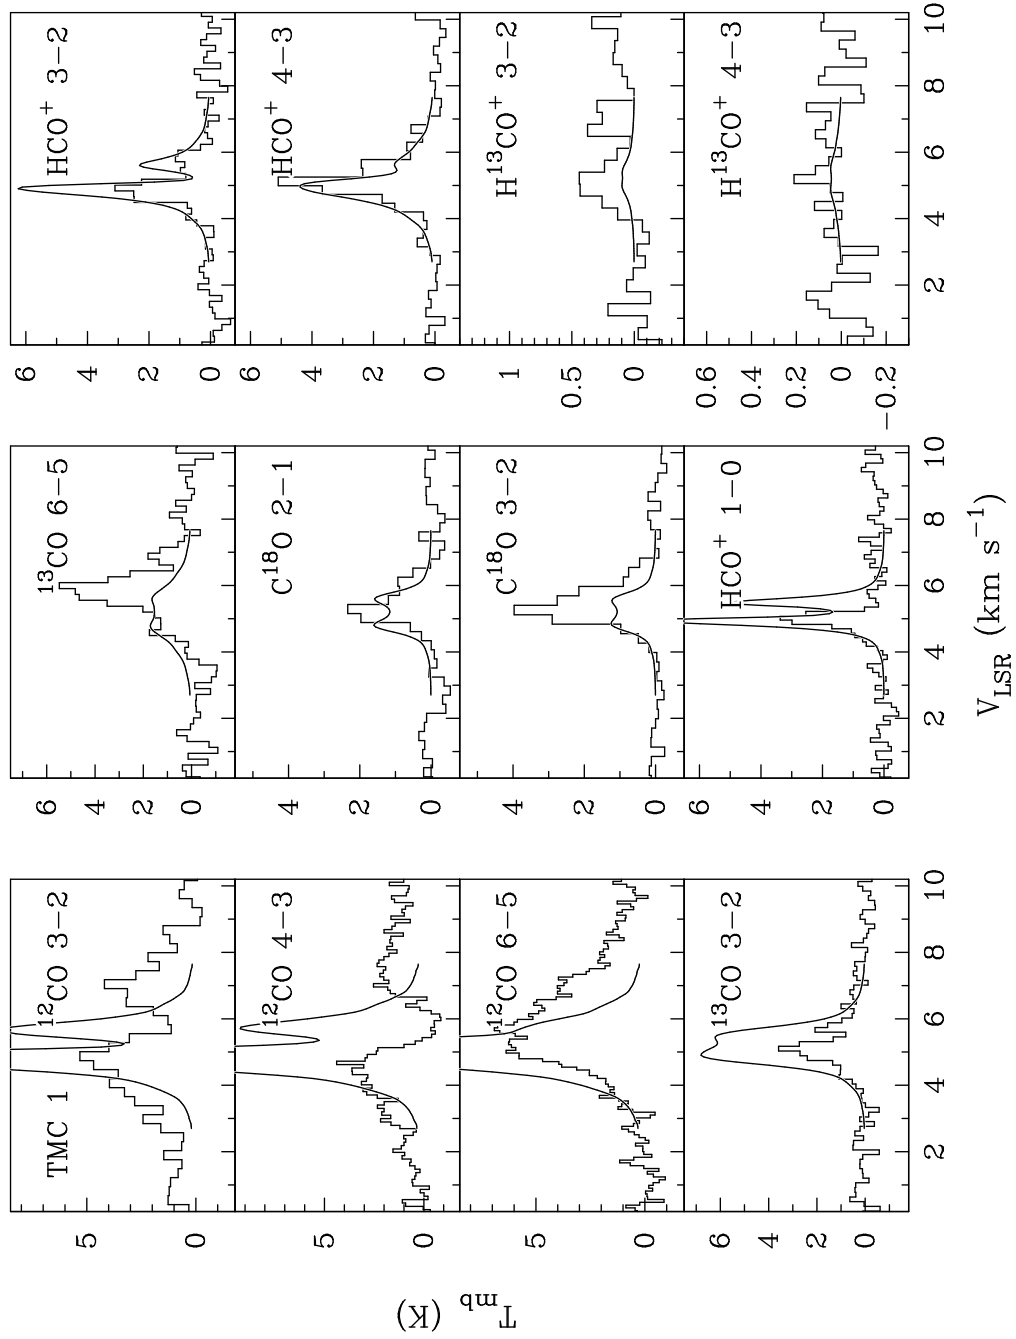 TMC 1
¹²CO 3−2
5
0
¹²CO 4−3
5
0
¹²CO 6−5
5
0
¹³CO 3−2
6
4
2
0
2 4 6 8 10
¹³CO 6−5
6
4
2
0
C¹⁸O 2−1
4
2
0
C¹⁸O 3−2
4
2
0
HCO⁺ 1−0
6
4
2
0
2 4 6 8 10
HCO⁺ 3−2
6
4
2
0
HCO⁺ 4−3
6
4
2
0
H¹³CO⁺ 3−2
1
0.5
0
H¹³CO⁺ 4−3
0.6
0.4
0.2
0
−0.2
2 4 6 8 10
T_mb (K)
V_LSR (km s⁻¹)